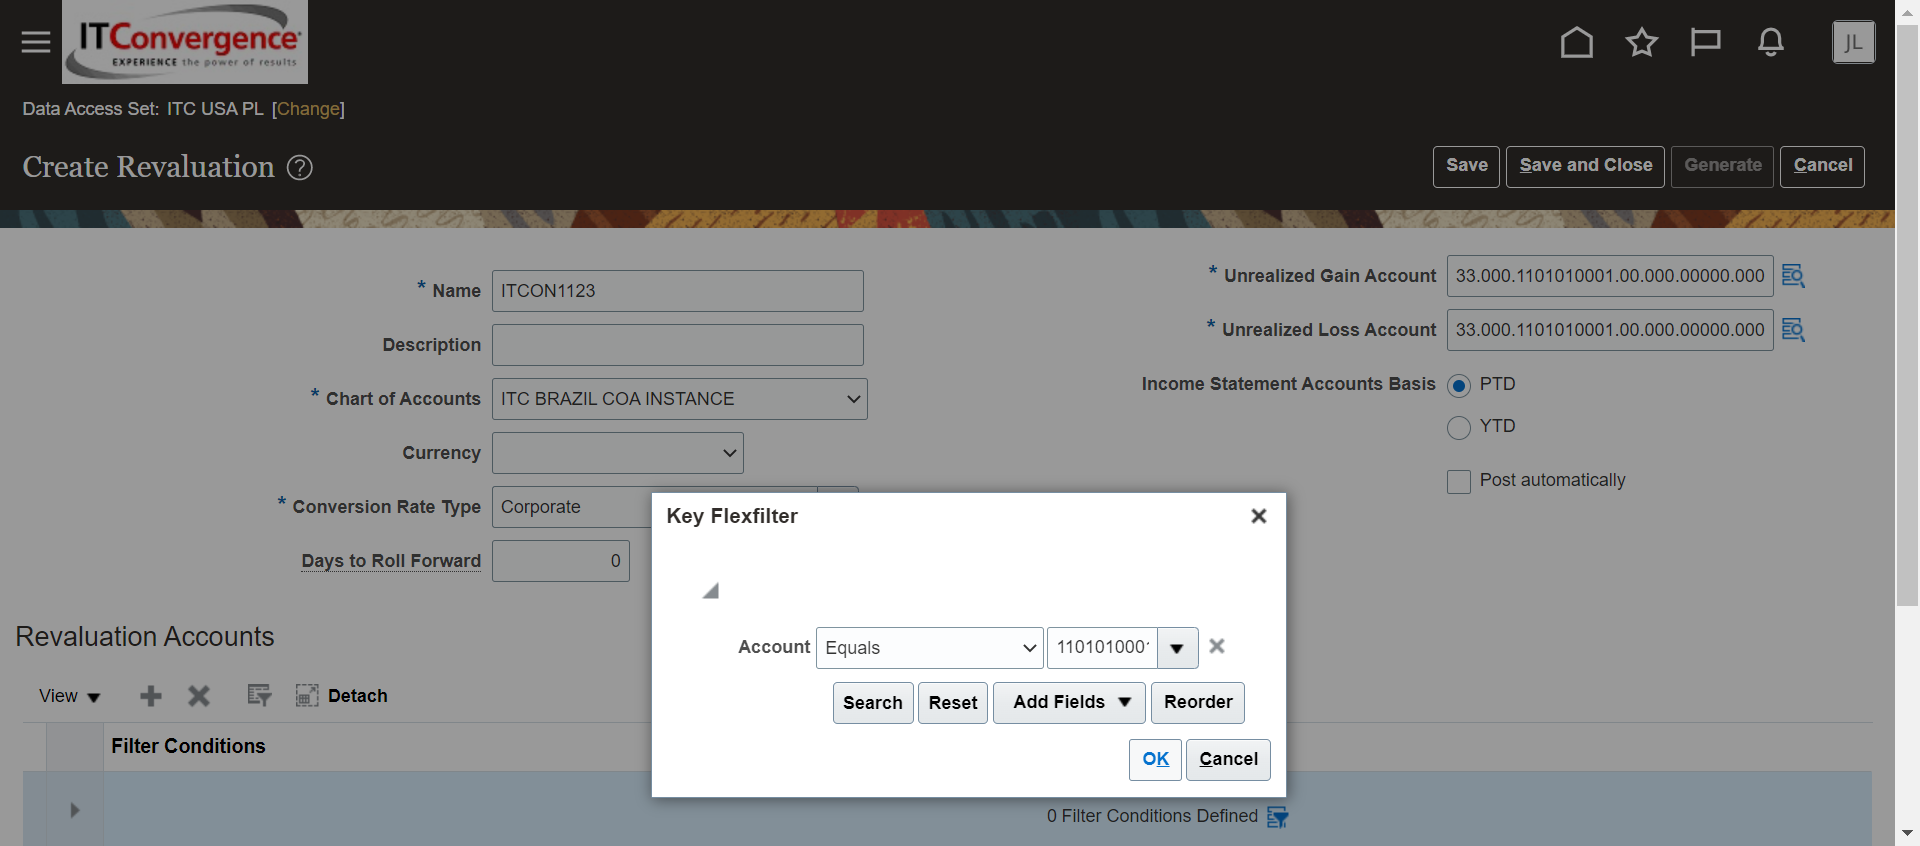 ITConvergence
EXPERIENCE the power of results
JL
Data Access Set: ITC USA PL [Change]
Create Revaluation ?
Save
Save and Close
Generate
Cancel
* Name ITCON1123
Description
* Chart of Accounts ITC BRAZIL COA INSTANCE
Currency
* Conversion Rate Type Corporate
Days to Roll Forward 0
* Unrealized Gain Account 33.000.1101010001.00.000.00000.000
* Unrealized Loss Account 33.000.1101010001.00.000.00000.000
Income Statement Accounts Basis PTD
YTD
Post automatically
Key Flexfilter
Account Equals 110101000
Search Reset Add Fields Reorder
OK Cancel
Revaluation Accounts
View Detach
Filter Conditions
0 Filter Conditions Defined